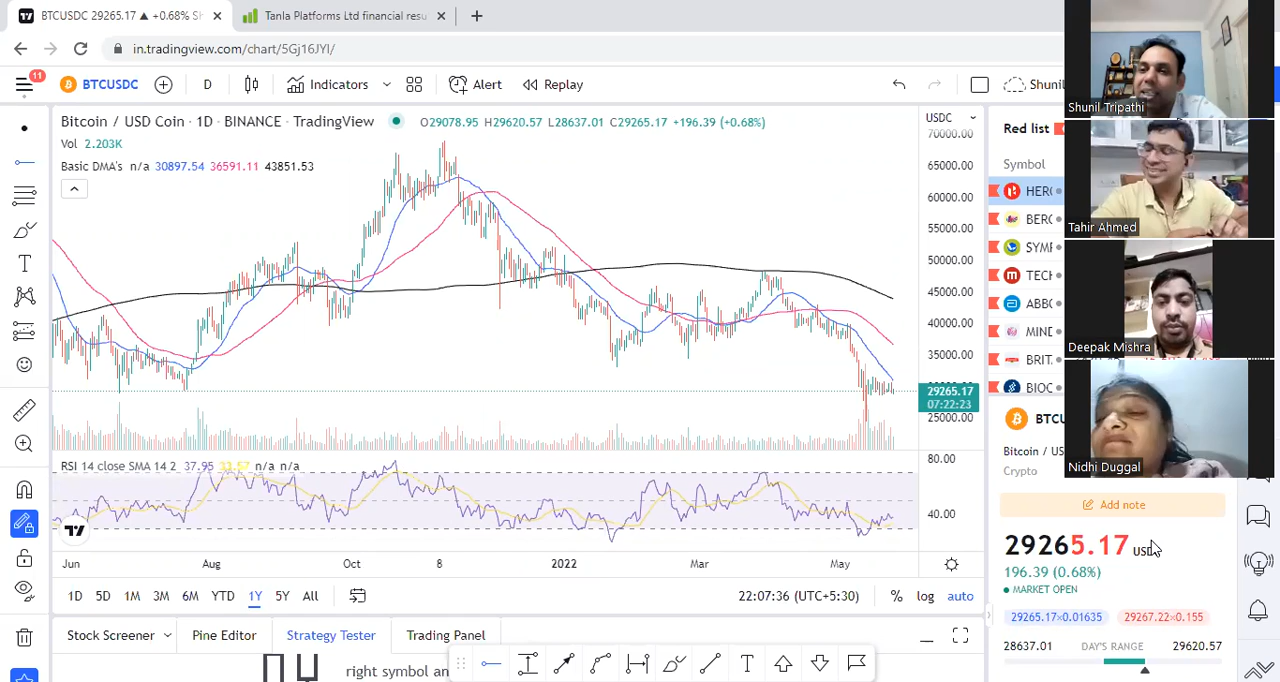 BTCUSDC 29265.17 ▲ +0.68% S
Tanla Platforms Ltd financial resu
in.tradingview.com/chart/5Gj16JYl/
11
BTCUSDC
D
Indicators
Alert
Replay
Shunil
Bitcoin / USD Coin · 1D · BINANCE · TradingView
O29078.95 H29620.57 L28637.01 C29265.17 +196.39 (+0.68%)
USDC
Vol 2.203K
Basic DMA's n/a 30897.54 36591.11 43851.53
70000.00
65000.00
60000.00
55000.00
50000.00
45000.00
40000.00
35000.00
29265.17
07:22:23
25000.00
RSI 14 close SMA 14 2 37.95 n/a n/a
80.00
40.00
Jun Aug Oct 8 2022 Mar May
1D 5D 1M 3M 6M YTD 1Y 5Y All
22:07:36 (UTC+5:30) % log auto
Stock Screener Pine Editor Strategy Tester Trading Panel
right symbol an
T
Red list
Symbol
HERO
BERG
SYMP
TECH
ABBO
MIND
BRIT
BIOC
BTCU
Bitcoin / US
Crypto
Add note
29265.17 USD
196.39 (0.68%)
MARKET OPEN
29265.17×0.01635 29267.22×0.155
28637.01 DAY'S RANGE 29620.57
Shunil Tripathi
Tahir Ahmed
Deepak Mishra
Nidhi Duggal